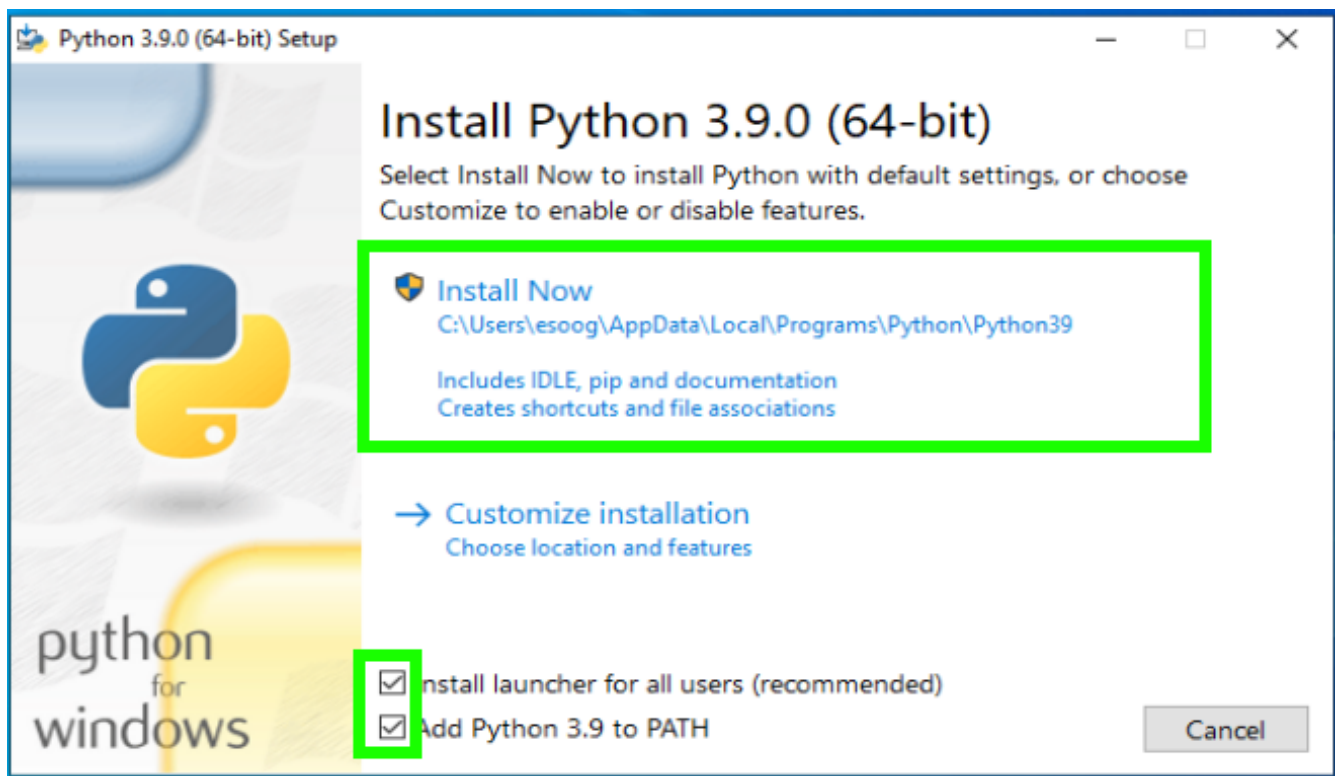 Python 3.9.0 (64-bit) Setup
Install Python 3.9.0 (64-bit)
Select Install Now to install Python with default settings, or choose
Customize to enable or disable features.
Install Now
C:\Users\esoog\AppData\Local\Programs\Python\Python39
Includes IDLE, pip and documentation
Creates shortcuts and file associations
→ Customize installation
Choose location and features
python
for
windows
Install launcher for all users (recommended)
Add Python 3.9 to PATH
Cancel